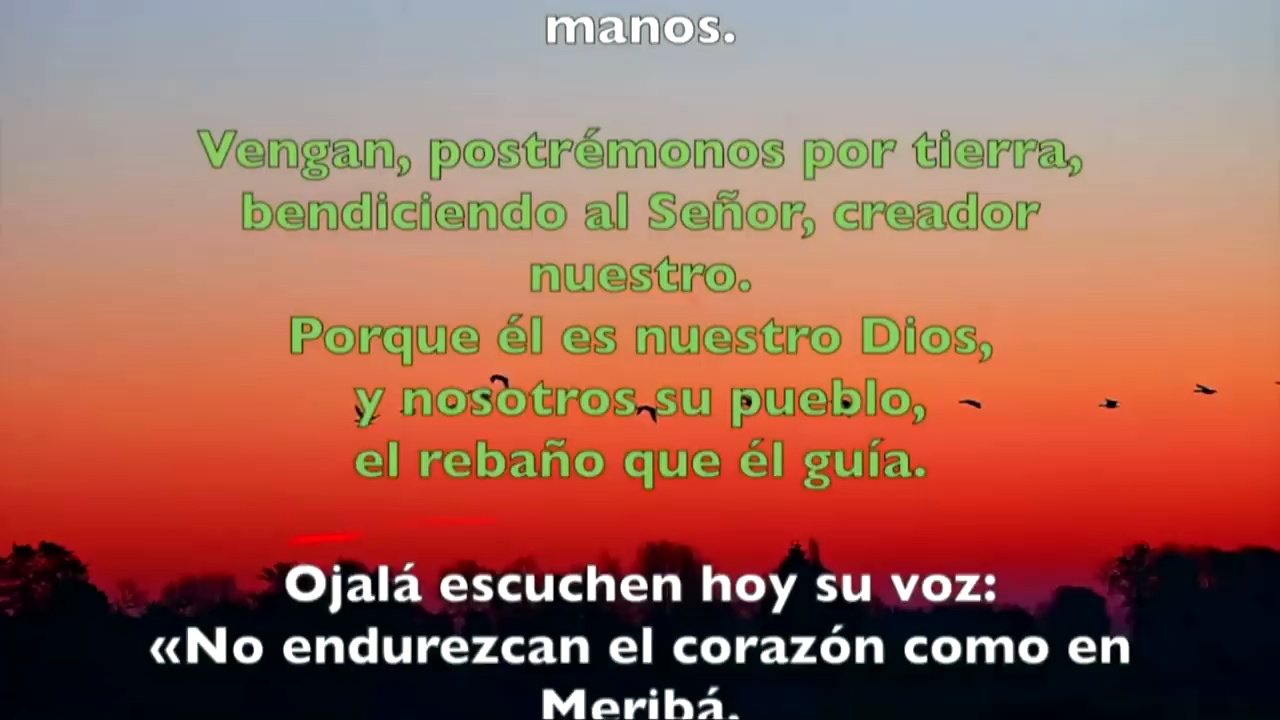 manos.
Vengan, postrémonos por tierra,
bendiciendo al Señor, creador
nuestro.
Porque él es nuestro Dios,
y nosotros su pueblo,
el rebaño que él guía.
Ojalá escuchen hoy su voz:
«No endurezcan el corazón como en
Meribá,